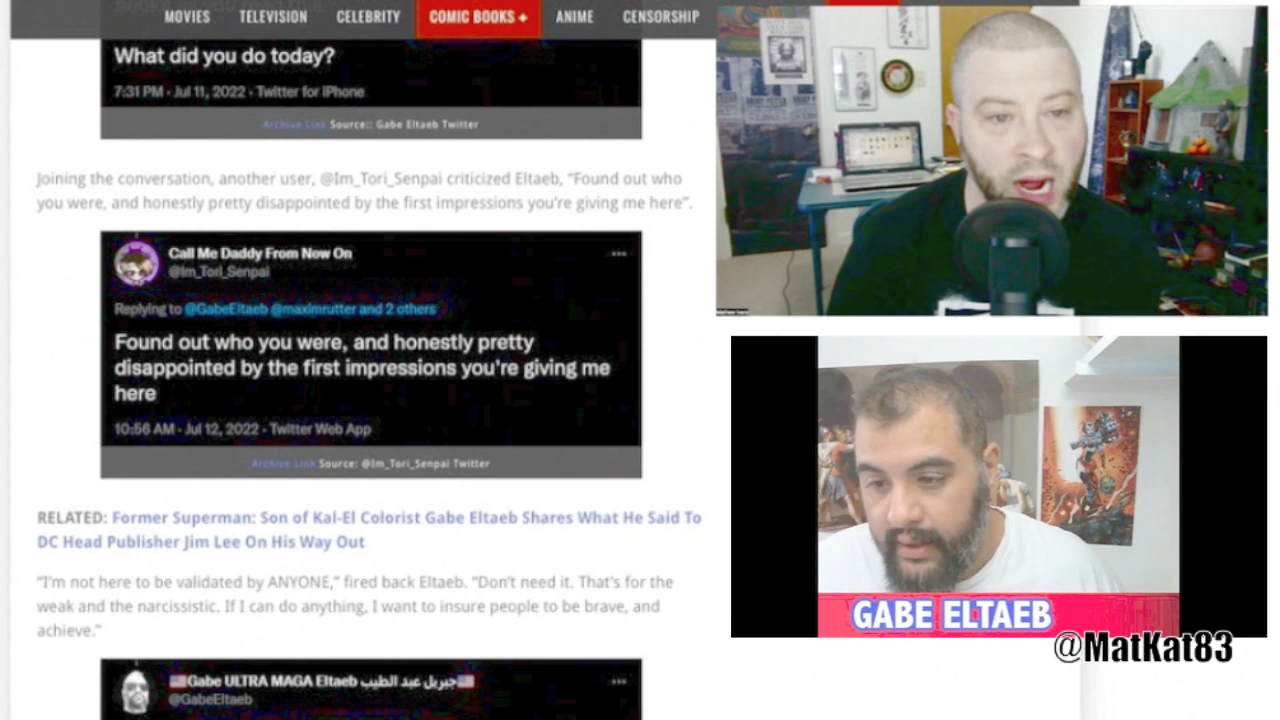 MOVIES TELEVISION CELEBRITY COMIC BOOKS + ANIME CENSORSHIP
What did you do today?
7:31 PM · Jul 11, 2022 · Twitter for iPhone
Archive Link Source:: Gabe Eltaeb Twitter
Joining the conversation, another user, @Im_Tori_Senpai criticized Eltaeb, “Found out who
you were, and honestly pretty disappointed by the first impressions you’re giving me here”.
Call Me Daddy From Now On
@Im_Tori_Senpai
Replying to @GabeEltaeb @maximrutter and 2 others
Found out who you were, and honestly pretty
disappointed by the first impressions you're giving me
here
10:56 AM · Jul 12, 2022 · Twitter Web App
Archive Link Source: @Im_Tori_Senpai Twitter
RELATED: Former Superman: Son of Kal-El Colorist Gabe Eltaeb Shares What He Said To
DC Head Publisher Jim Lee On His Way Out
“I’m not here to be validated by ANYONE,” fired back Eltaeb. “Don’t need it. That’s for the
weak and the narcissistic. If I can do anything, I want to insure people to be brave, and
achieve.”
🇺🇸Gabe ULTRA MAGA Eltaeb جبريل عبد الطيب🇺🇸
@GabeEltaeb
GABE ELTAEB
@MatKat83